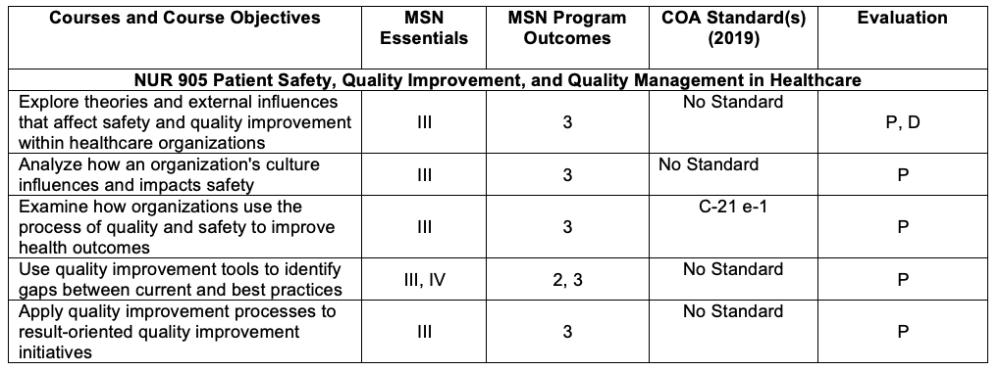 Courses and Course Objectives
MSN Essentials
MSN Program Outcomes
COA Standard(s) (2019)
Evaluation
NUR 905 Patient Safety, Quality Improvement, and Quality Management in Healthcare
Explore theories and external influences
that affect safety and quality improvement
within healthcare organizations
III
3
No Standard
P, D
Analyze how an organization's culture
influences and impacts safety
III
3
No Standard
P
Examine how organizations use the
process of quality and safety to improve
health outcomes
III
3
C-21 e-1
P
Use quality improvement tools to identify
gaps between current and best practices
III, IV
2, 3
No Standard
P
Apply quality improvement processes to
result-oriented quality improvement
initiatives
III
3
No Standard
P